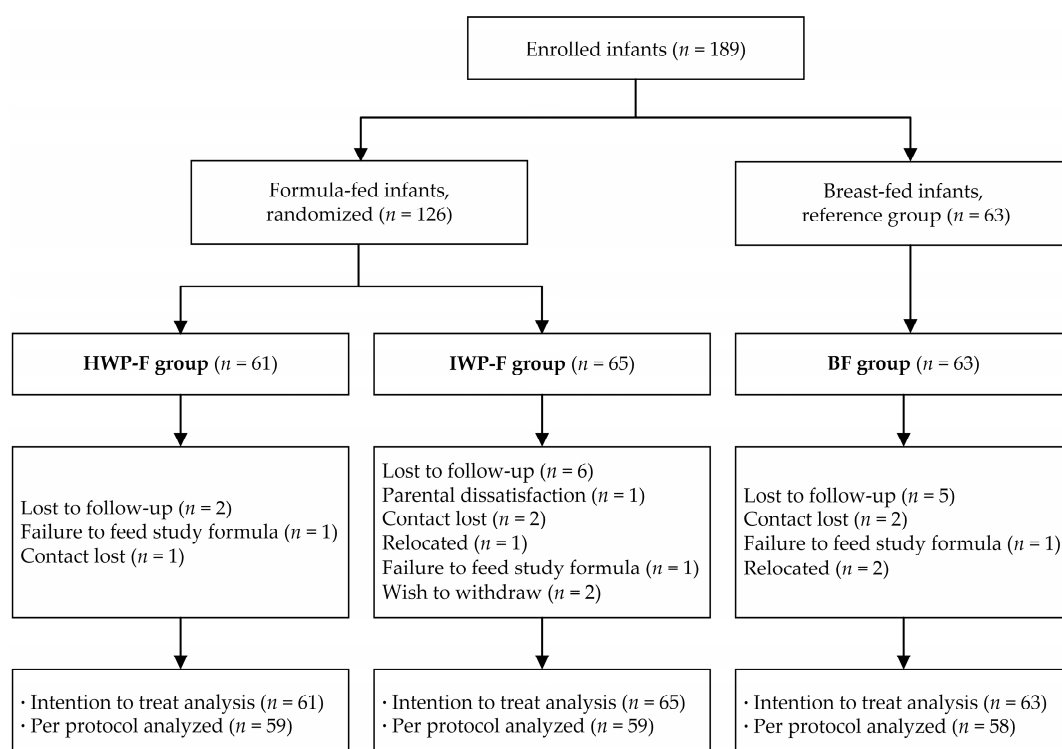 Enrolled infants (n = 189)
Formula-fed infants,
randomized (n = 126)
Breast-fed infants,
reference group (n = 63)
HWP-F group (n = 61)
IWP-F group (n = 65)
BF group (n = 63)
Lost to follow-up (n = 2)
Failure to feed study formula (n = 1)
Contact lost (n = 1)
Lost to follow-up (n = 6)
Parental dissatisfaction (n = 1)
Contact lost (n = 2)
Relocated (n = 1)
Failure to feed study formula (n = 1)
Wish to withdraw (n = 2)
Lost to follow-up (n = 5)
Contact lost (n = 2)
Failure to feed study formula (n = 1)
Relocated (n = 2)
· Intention to treat analysis (n = 61)
· Per protocol analyzed (n = 59)
· Intention to treat analysis (n = 65)
· Per protocol analyzed (n = 59)
· Intention to treat analysis (n = 63)
· Per protocol analyzed (n = 58)